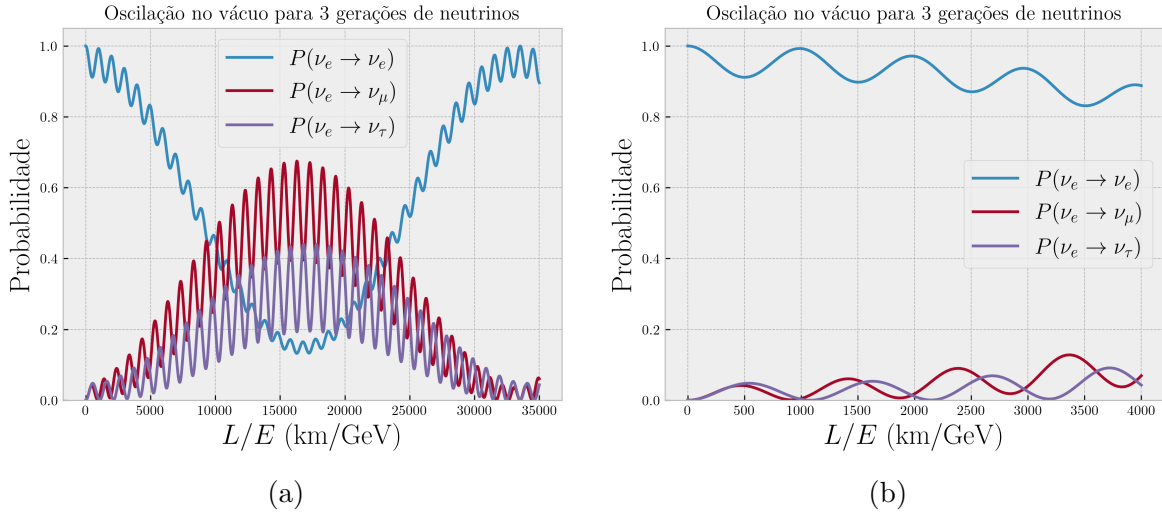 Oscilação no vácuo para 3 gerações de neutrinos
Probabilidade
1.0
0.8
0.6
0.4
0.2
0.0
P(νe → νe)
P(νe → νμ)
P(νe → ντ)
0 5000 10000 15000 20000 25000 30000 35000
L/E (km/GeV)
(a)
Oscilação no vácuo para 3 gerações de neutrinos
Probabilidade
1.0
0.8
0.6
0.4
0.2
0.0
P(νe → νe)
P(νe → νμ)
P(νe → ντ)
0 500 1000 1500 2000 2500 3000 3500 4000
L/E (km/GeV)
(b)